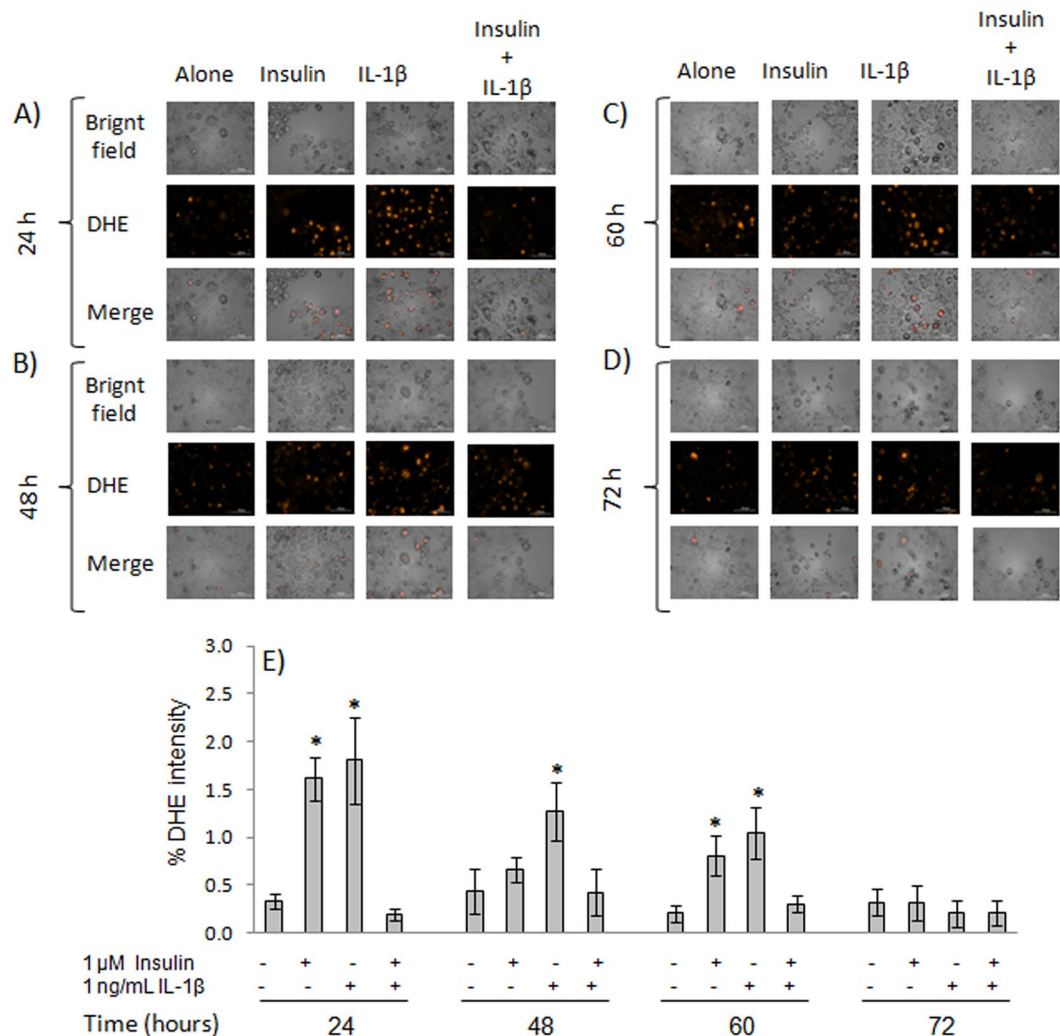 Alone Insulin IL-1β Insulin + IL-1β
Alone Insulin IL-1β Insulin + IL-1β
A)
24 h
Brignt field
DHE
Merge
C)
60 h
B)
48h
Brignt field
DHE
Merge
D)
72 h
E)
% DHE intensity
3.0
2.5
2.0
1.5
1.0
0.5
0.0
* * * * *
1 µM Insulin - + - + - + - + - + - + - + - +
1 ng/mL IL-1β - - + + - - + + - - + + - - + +
Time (hours) 24 48 60 72